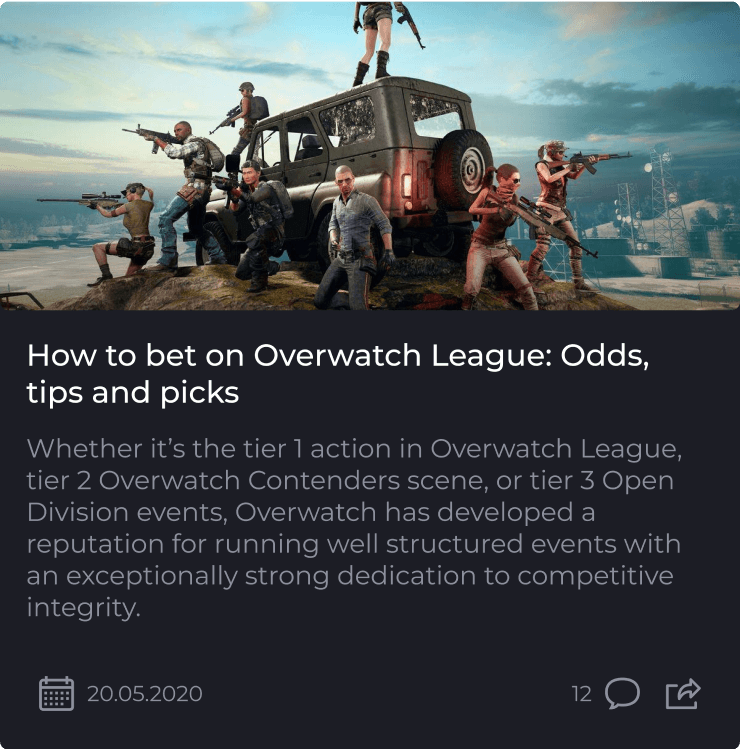 How to bet on Overwatch League: Odds,
tips and picks
Whether it’s the tier 1 action in Overwatch League,
tier 2 Overwatch Contenders scene, or tier 3 Open
Division events, Overwatch has developed a
reputation for running well structured events with
an exceptionally strong dedication to competitive
integrity.
20.05.2020 12